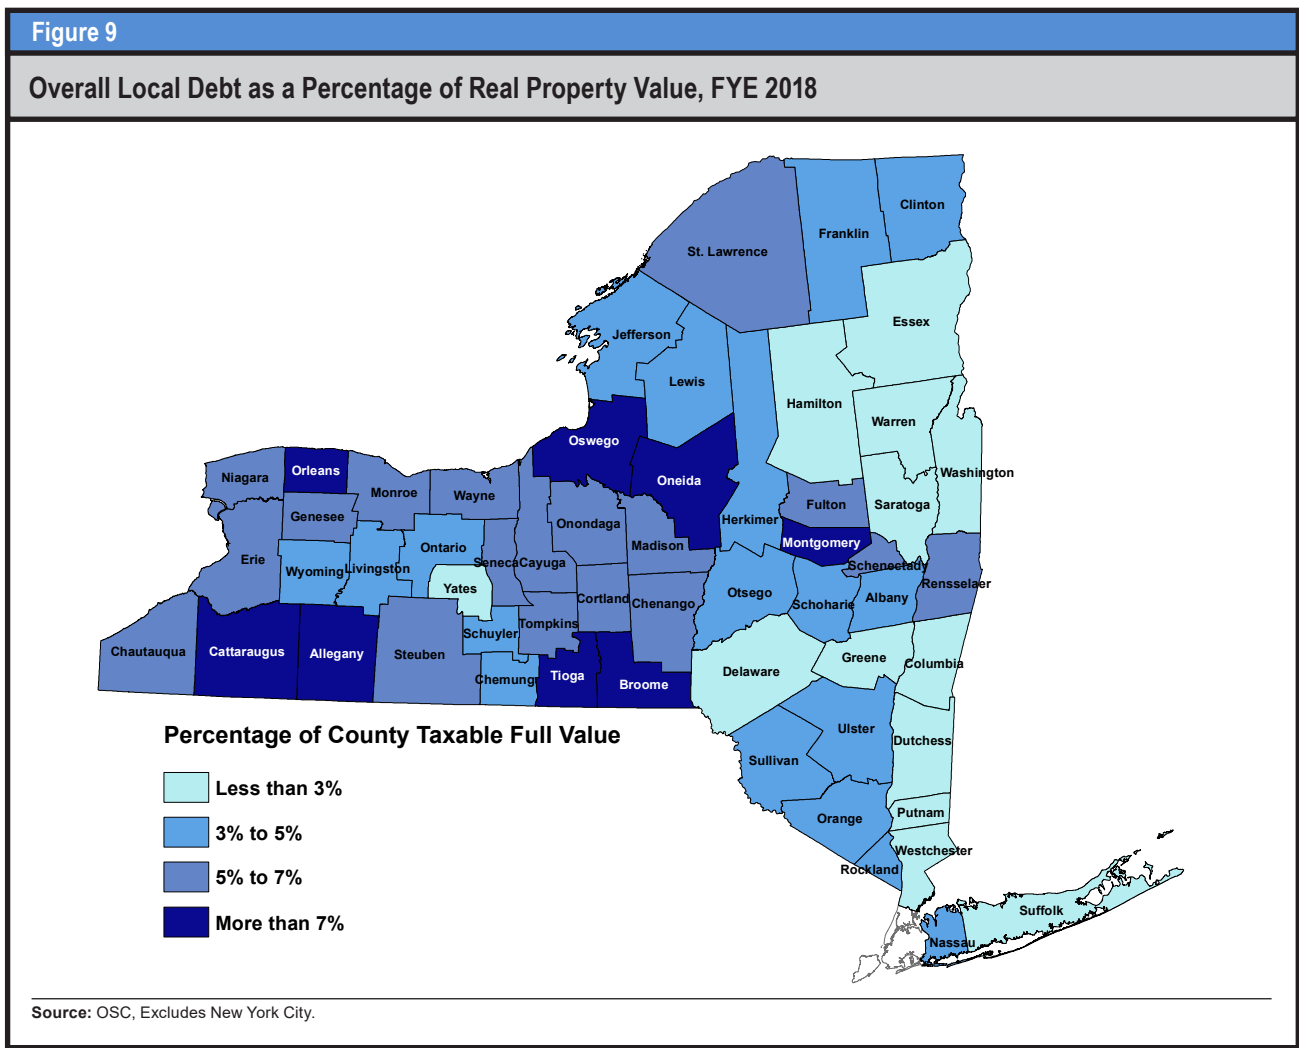 Figure 9
Overall Local Debt as a Percentage of Real Property Value, FYE 2018
Clinton
Franklin
St. Lawrence
Essex
Jefferson
Lewis
Hamilton
Warren
Oswego
Washington
Orleans
Niagara
Oneida
Monroe
Wayne
Saratoga
Fulton
Genesee
Onondaga
Herkimer
Montgomery
Madison
Ontario
Erie
Seneca
Cayuga
Schenectady
Wyoming
Livingston
Rensselaer
Yates
Otsego
Cortland
Chenango
Schoharie
Albany
Tompkins
Schuyler
Chautauqua
Cattaraugus
Allegany
Steuben
Greene
Columbia
Delaware
Chemung
Tioga
Broome
Ulster
Dutchess
Sullivan
Putnam
Orange
Westchester
Rockland
Suffolk
Nassau
Percentage of County Taxable Full Value
Less than 3%
3% to 5%
5% to 7%
More than 7%
Source: OSC, Excludes New York City.